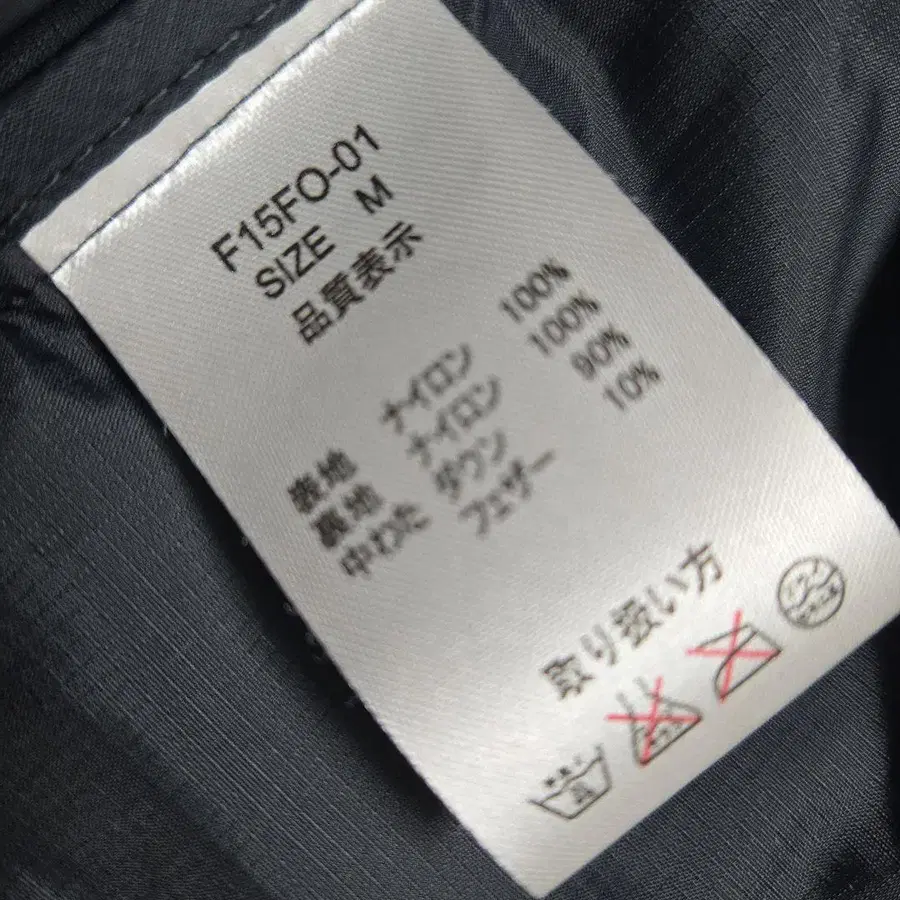 F15FO-01
SIZE M
品質表示
表地 ナイロン 100%
裏地 ナイロン 100%
中わた ダウン 90%
フェザー 10%
取り扱い方